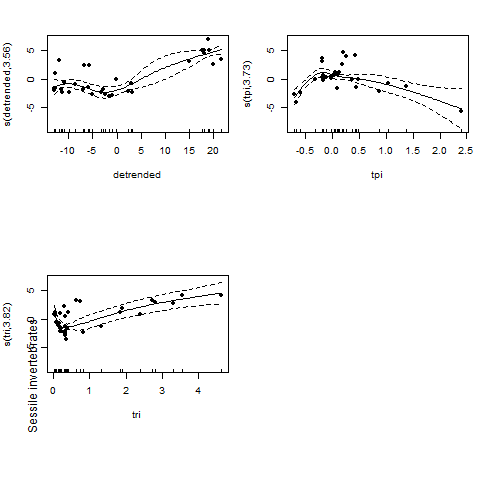 s(detrended,3.56)
5
0
-5
-10 -5 0 5 10 15 20
detrended
s(tpi,3.73)
5
0
-5
-0.5 0.0 0.5 1.0 1.5 2.0 2.5
tpi
s(tri,3.82)
5
0
-5
0 1 2 3 4
tri
Sessile invertebrates